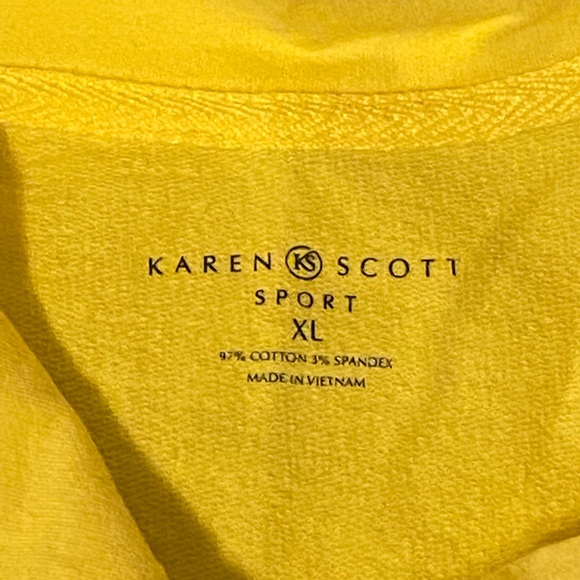 KAREN KS SCOTT
SPORT
XL
97% COTTON 3% SPANDEX
MADE IN VIETNAM